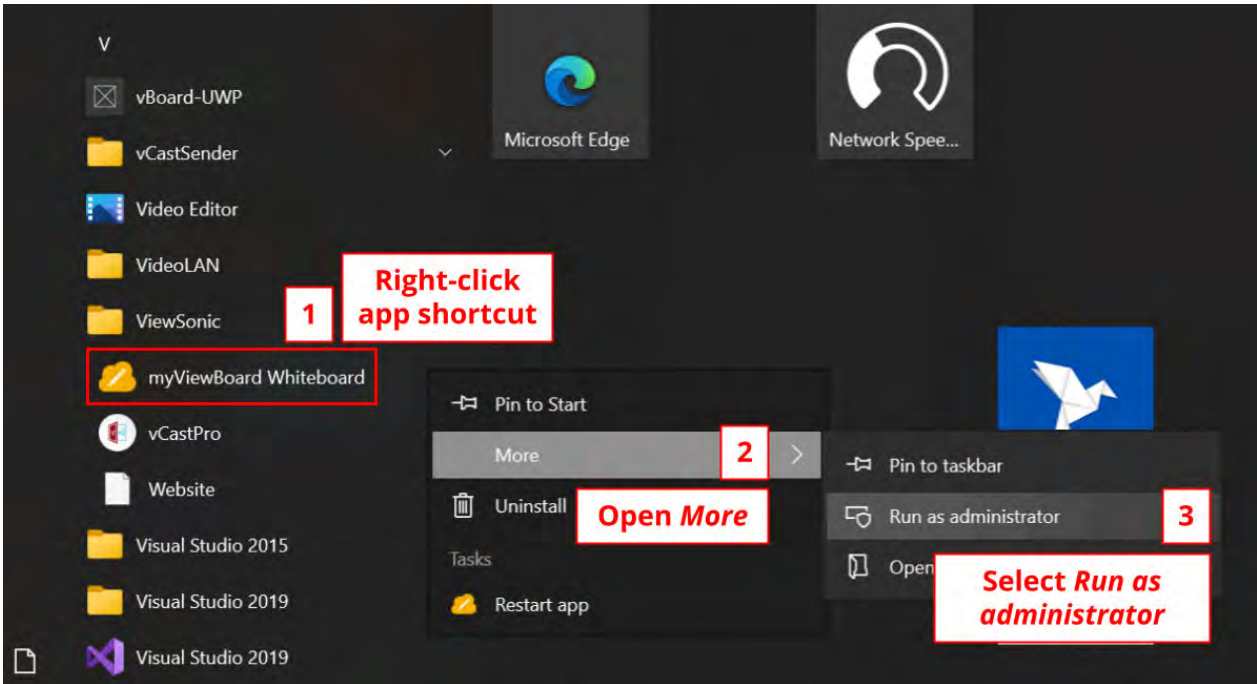 V
vBoard-UWP
vCastSender
Video Editor
VideoLAN
ViewSonic
myViewBoard Whiteboard
vCastPro
Website
Visual Studio 2015
Visual Studio 2019
Visual Studio 2019
Microsoft Edge
Network Spee...
1
Right-click
app shortcut
Pin to Start
More
2
Uninstall
Open More
Tasks
Restart app
Pin to taskbar
Run as administrator
3
Open
Select Run as
administrator